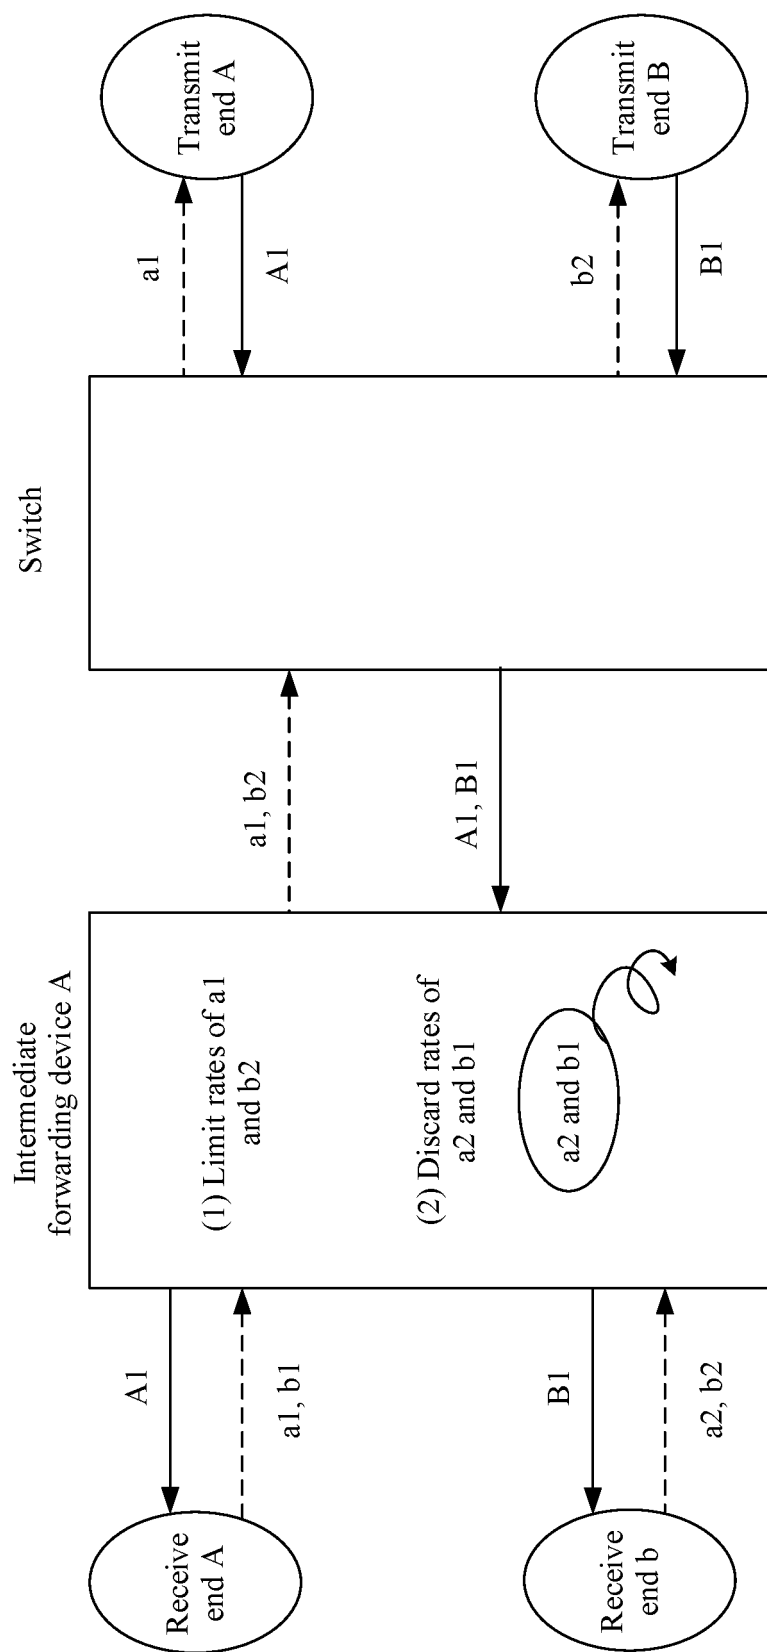 Receive
end A
Receive
end b
A1
a1, b1
B1
a2, b2
Intermediate
forwarding device A
(1) Limit rates of a1
and b2
(2) Discard rates of
a2 and b1
a2 and b1
a1, b2
A1, B1
Switch
a1
A1
b2
B1
Transmit
end A
Transmit
end B